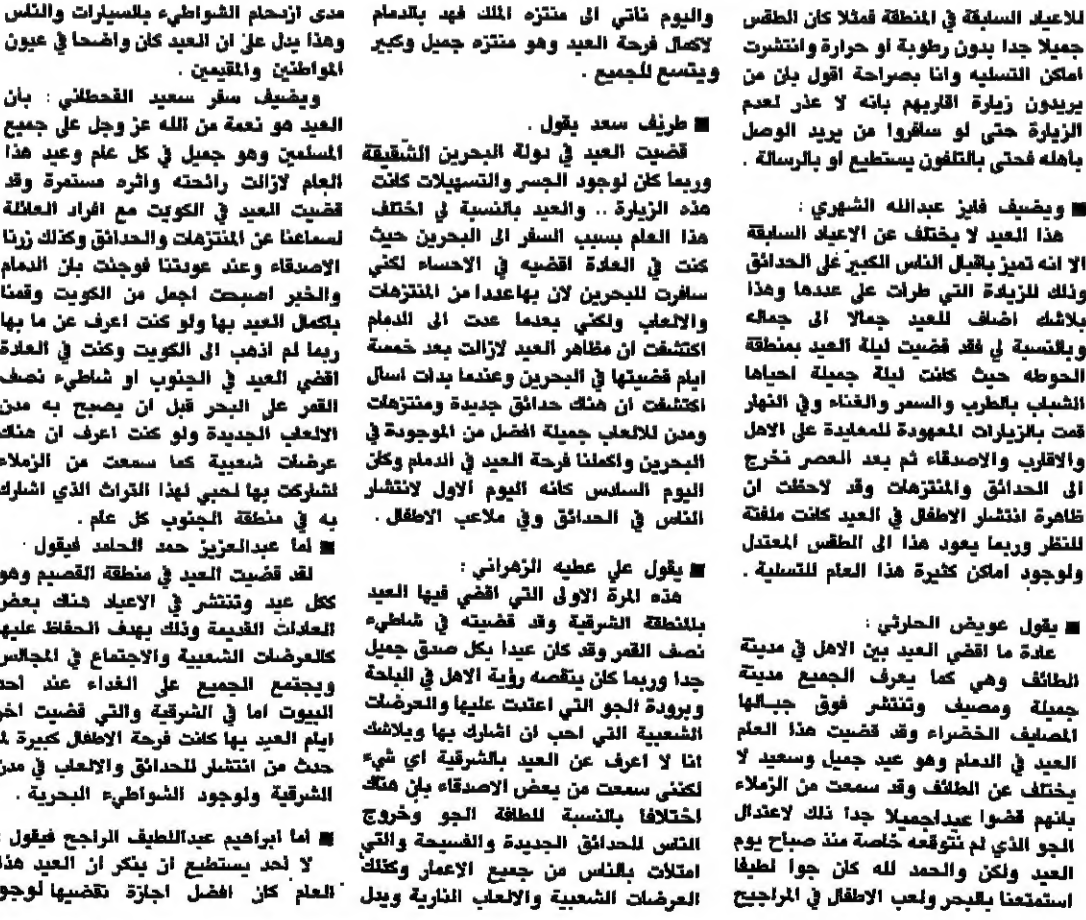 للاعياد السابقة في المنطقة فمثلا كان الطقس
جميلا جدا بدون رطوبة او حرارة وانتشرت
اماكن التسليه وانا بصراحة اقول بان من
يريدون زيارة اقاربهم بانه لا عذر لعدم
الزيارة حتى لو سافروا من يريد الوصل
بأهله فحتى بالتلفون يستطيع او بالرسالة .
■ ويضيف فايز عبدالله الشهري :
هذا العيد لا يختلف عن الاعياد السابقة
الا انه تميز باقبال الناس الكبير على الحدائق
وذلك للزيادة التي طرات على عددها وهذا
بلاشك اضاف للعيد جمالا الى جماله
وبالنسبة لي فقد قضيت ليلة العيد بمنطقة
الحوطه حيث كانت ليلة جميلة احياها
الشباب بالطرب والسمر والغناء وفي النهار
قمت بالزيارات المعهودة للمعايدة على الاهل
والاقارب والاصدقاء ثم بعد العصر نخرج
الى الحدائق والمنتزهات وقد لاحظت ان
ظاهرة انتشار الاطفال في العيد كانت ملفتة
للنظر وربما يعود هذا الى الطقس المعتدل
ولوجود اماكن كثيرة هذا العام للتسلية .
■ يقول عويض الحارثي :
عادة ما اقضي العيد بين الاهل في مدينة
الطائف وهي كما يعرف الجميع مدينة
جميلة ومصيف وتنتشر فوق جبالها
المصايف الخضراء وقد قضيت هذا العام
العيد في الدمام وهو عيد جميل وسعيد لا
يختلف عن الطائف وقد سمعت من الزملاء
بانهم قضوا عيداجميلا جدا ذلك لاعتدال
الجو الذي لم نتوقعه خاصة منذ صباح يوم
العيد ولكن والحمد لله كان جوا لطيفا
استمتعنا بالبحر ولعب الاطفال في المراجيح
واليوم ناتي الى منتزه الملك فهد بالدمام
لاكمال فرحة العيد وهو منتزه جميل وكبير
ويتسع للجميع .
■ طريف سعد يقول .
قضيت العيد في دولة البحرين الشقيقة
وربما كان لوجود الجسر والتسهيلات كانت
هذه الزيارة .. والعيد بالنسبة لي اختلف
هذا العام بسبب السفر الى البحرين حيث
كنت في العادة اقضيه في الاحساء لكني
سافرت للبحرين لان بهاعددا من المنتزهات
والالعاب ولكني بعدما عدت الى الدمام
اكتشفت ان مظاهر العيد لازالت بعد خمسة
ايام قضيتها في البحرين وعندما بدات اسال
اكتشفت ان هناك حدائق جديدة ومنتزهات
ومدن للالعاب جميلة افضل من الموجودة في
البحرين واكملنا فرحة العيد في الدمام وكان
اليوم السادس كانه اليوم الاول لانتشار
الناس في الحدائق وفي ملاعب الاطفال .
■ يقول علي عطيه الزهراني :
هذه المرة الاولى التي اقضي فيها العيد
بالمنطقة الشرقية وقد قضيته في شاطيء
نصف القمر وقد كان عيدا بكل صدق جميل
جدا وربما كان ينقصه رؤية الاهل في الباحة
وبرودة الجو التي اعتدت عليها والعرضات
الشعبية التي احب ان اشارك بها وبلاشك
انا لا اعرف عن العيد بالشرقية اي شيء
لكننى سمعت من بعض الاصدقاء بان هناك
اختلافا بالنسبة للطافة الجو وخروج
الناس للحدائق الجديدة والفسيحة والتي
امتلات بالناس من جميع الاعمار وكذلك
العرضات الشعبية والالعاب النارية ويدل
مدى ازدحام الشواطيء بالسيارات والناس
وهذا يدل على ان العيد كان واضحا في عيون
المواطنين والمقيمين .
ويضيف سفر سعيد القحطاني : بأن
العيد هو نعمة من الله عز وجل على جميع
المسلمين وهو جميل في كل عام وعيد هذا
العام لازالت رائحته واثره مستمرة وقد
قضيت العيد في الكويت مع افراد العائلة
لسماعنا عن المنتزهات والحدائق وكذلك زرنا
الاصدقاء وعند عودتنا فوجئت بان الدمام
والخبر اصبحت اجمل من الكويت وقمنا
باكمال العيد بها ولو كنت اعرف عن ما بها
ربما لم اذهب الى الكويت وكنت في العادة
اقضي العيد في الجنوب او شاطيء نصف
القمر على البحر قبل ان يصبح به مدن
الالعاب الجديدة ولو كنت اعرف ان هناك
عرضات شعبية كما سمعت من الزملاء
لشاركت بها لحبي لهذا التراث الذي اشارك
به في منطقة الجنوب كل عام .
■ أما عبدالعزيز حمد الحامد فيقول .
لقد قضيت العيد في منطقة القصيم وهو
ككل عيد وتنتشر في الاعياد هناك بعض
العادات القديمة وذلك بهدف الحفاظ عليها
كالعرضات الشعبية والاجتماع في المجالس
ويجتمع الجميع على الغداء عند أحد
البيوت اما في الشرقية والتي قضيت آخر
ايام العيد بها كانت فرحة الاطفال كبيرة لما
حدث من انتشار للحدائق والالعاب في مدن
الشرقية ولوجود الشواطيء البحرية .
■ أما ابراهيم عبداللطيف الراجح فيقول :
لا أحد يستطيع ان ينكر ان العيد هذا
العام كان افضل اجازة نقضيها لوجو